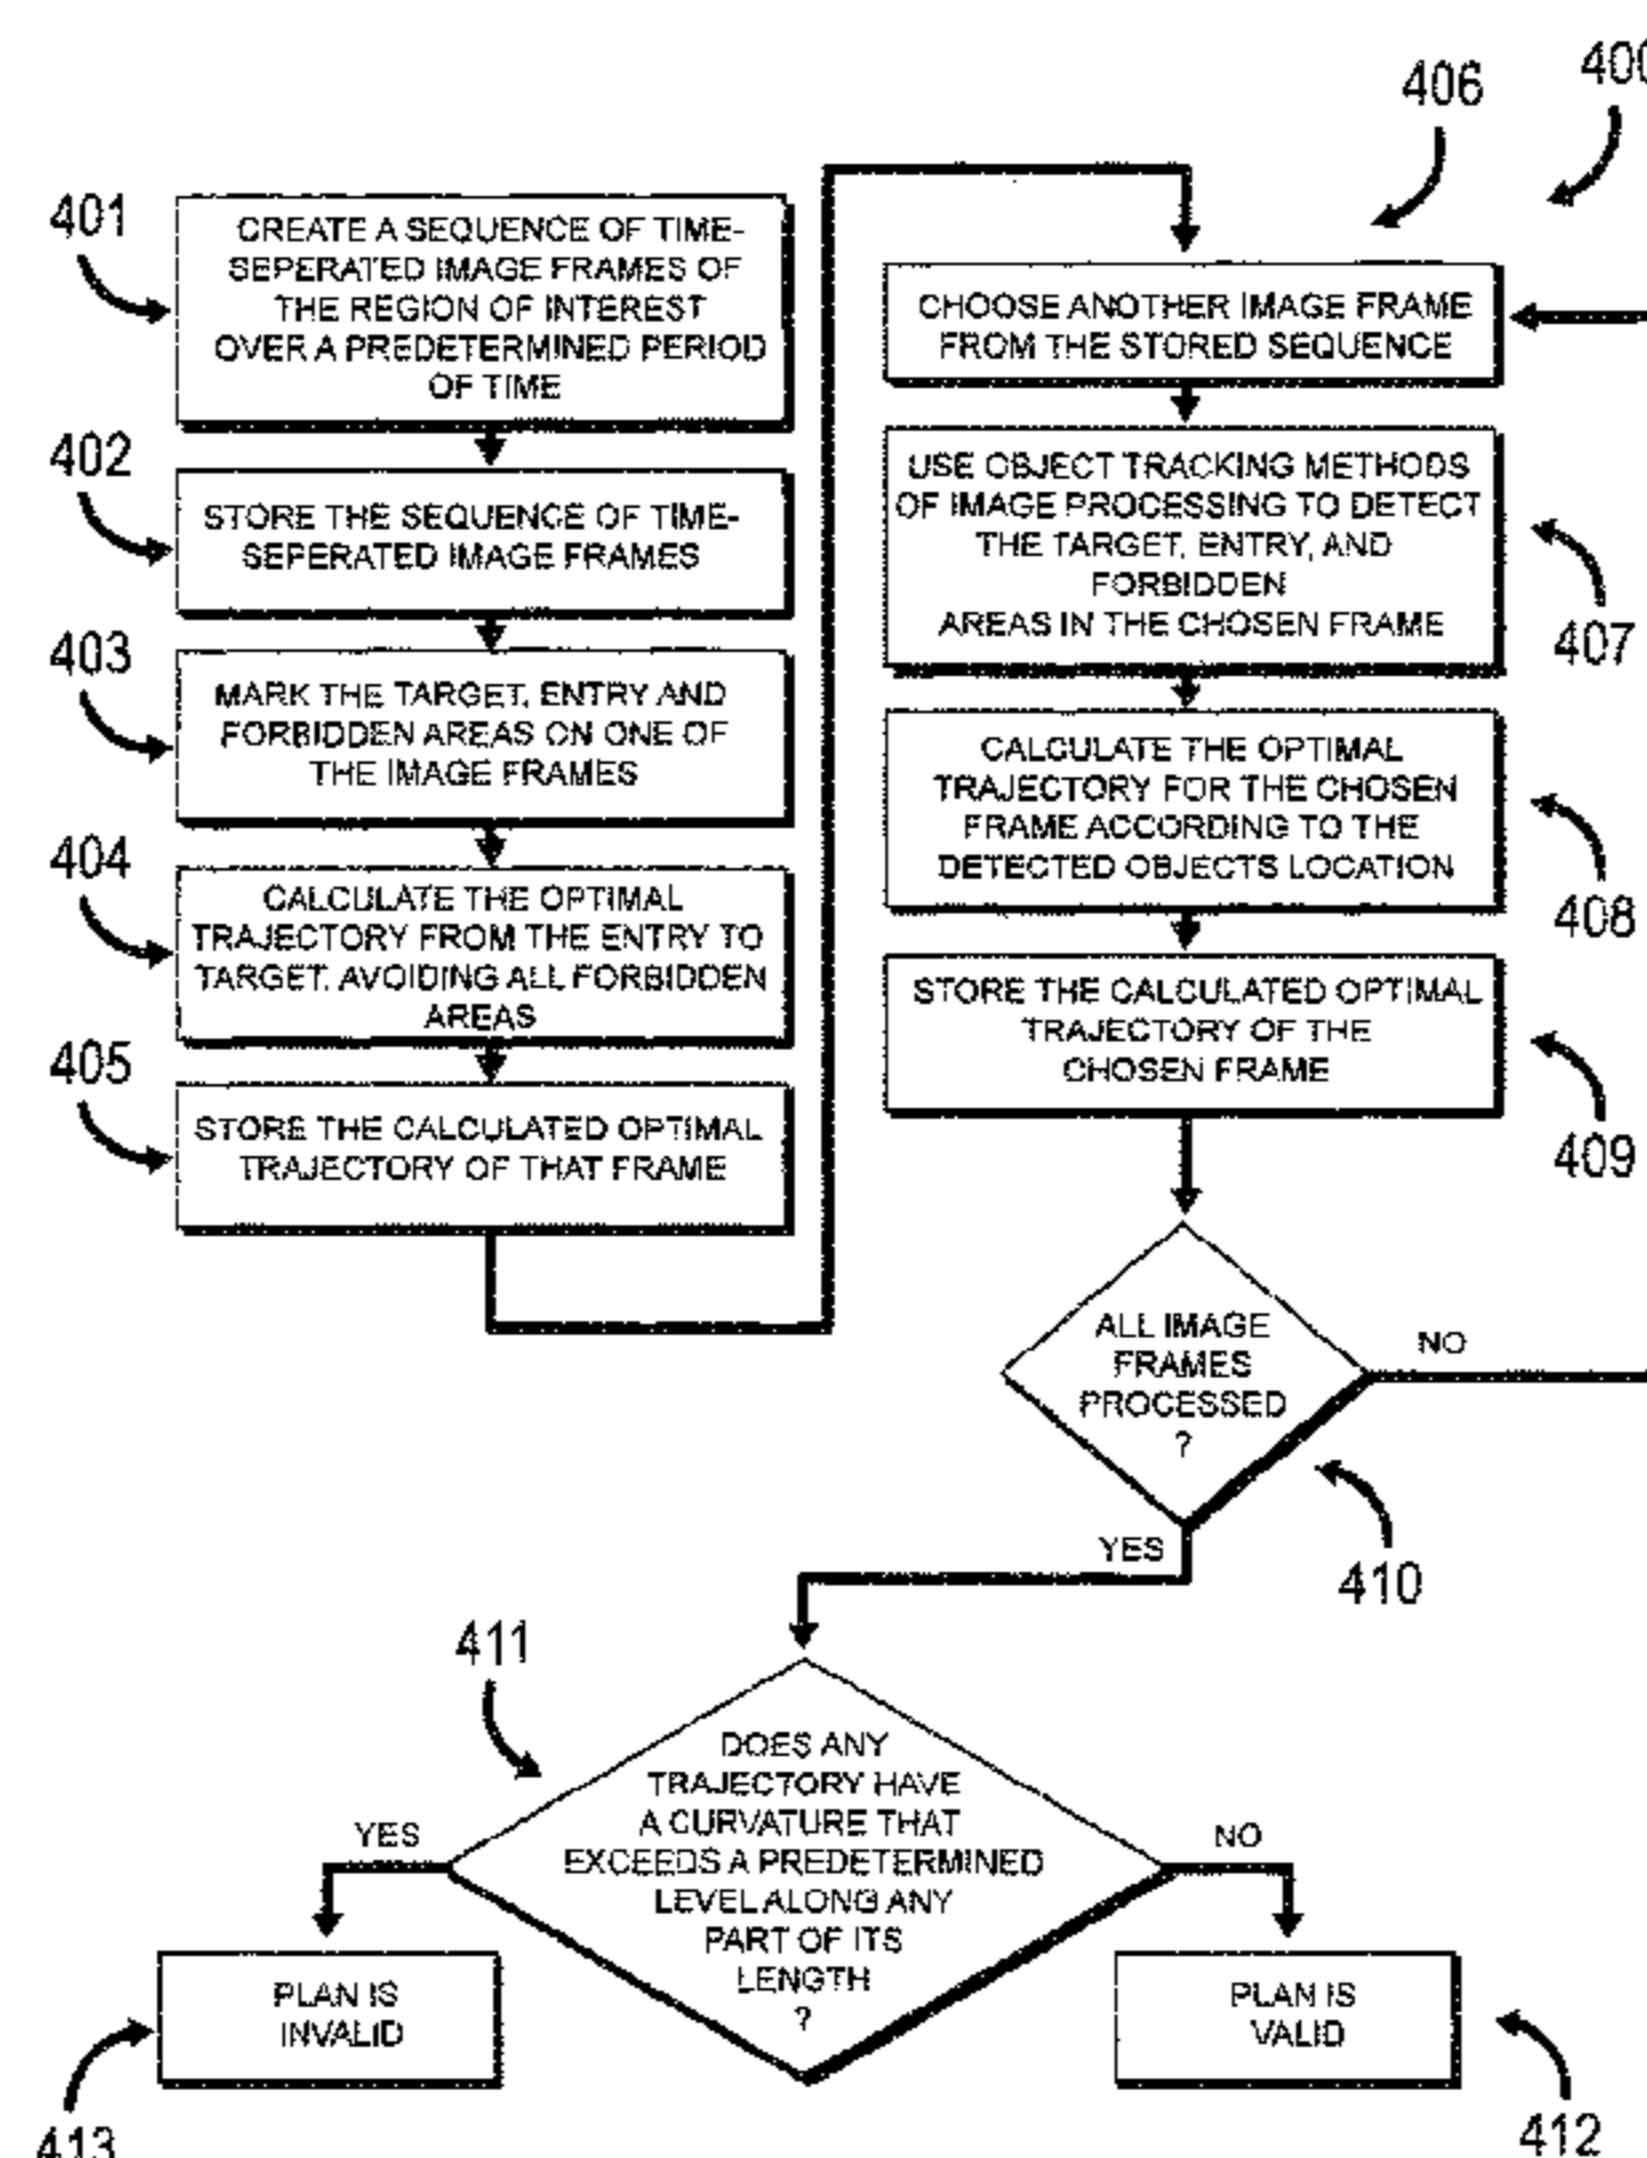 401
CREATE A SEQUENCE OF TIME-
SEPERATED IMAGE FRAMES OF
THE REGION OF INTEREST
OVER A PREDETERMINED PERIOD
OF TIME
402
STORE THE SEQUENCE OF TIME-
SEPERATED IMAGE FRAMES
403
MARK THE TARGET, ENTRY AND
FORBIDDEN AREAS ON ONE OF
THE IMAGE FRAMES
404
CALCULATE THE OPTIMAL
TRAJECTORY FROM THE ENTRY TO
TARGET, AVOIDING ALL FORBIDDEN
AREAS
405
STORE THE CALCULATED OPTIMAL
TRAJECTORY OF THAT FRAME
400
406
CHOOSE ANOTHER IMAGE FRAME
FROM THE STORED SEQUENCE
USE OBJECT TRACKING METHODS
OF IMAGE PROCESSING TO DETECT
THE TARGET, ENTRY, AND
FORBIDDEN
AREAS IN THE CHOSEN FRAME
407
CALCULATE THE OPTIMAL
TRAJECTORY FOR THE CHOSEN
FRAME ACCORDING TO THE
DETECTED OBJECTS LOCATION
408
STORE THE CALCULATED OPTIMAL
TRAJECTORY OF THE
CHOSEN FRAME
409
ALL IMAGE
FRAMES
PROCESSED
?
NO
YES
410
411
DOES ANY
TRAJECTORY HAVE
A CURVATURE THAT
EXCEEDS A PREDETERMINED
LEVEL ALONG ANY
PART OF ITS
LENGTH
?
YES
NO
PLAN IS
INVALID
413
PLAN IS
VALID
412